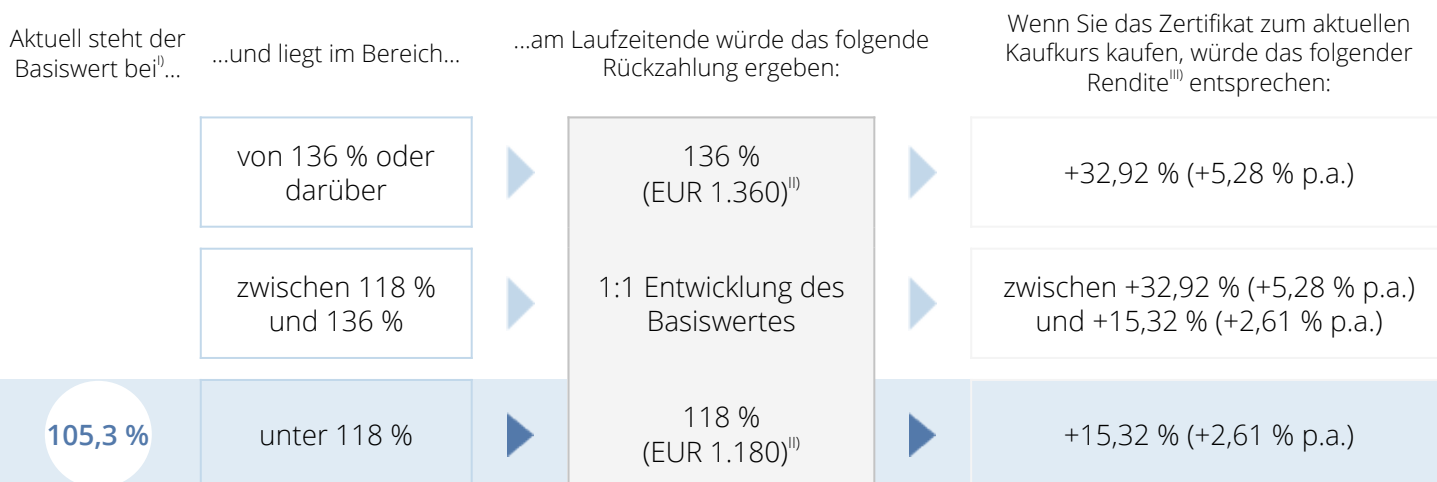 Aktuell steht der
Basiswert bei^I)...
...und liegt im Bereich...
...am Laufzeitende würde das folgende
Rückzahlung ergeben:
Wenn Sie das Zertifikat zum aktuellen
Kaufkurs kaufen, würde das folgender
Rendite^III) entsprechen:
von 136 % oder
darüber
136 %
(EUR 1.360)^II)
+32,92 % (+5,28 % p.a.)
zwischen 118 %
und 136 %
1:1 Entwicklung des
Basiswertes
zwischen +32,92 % (+5,28 % p.a.)
und +15,32 % (+2,61 % p.a.)
105,3 %
unter 118 %
118 %
(EUR 1.180)^II)
+15,32 % (+2,61 % p.a.)